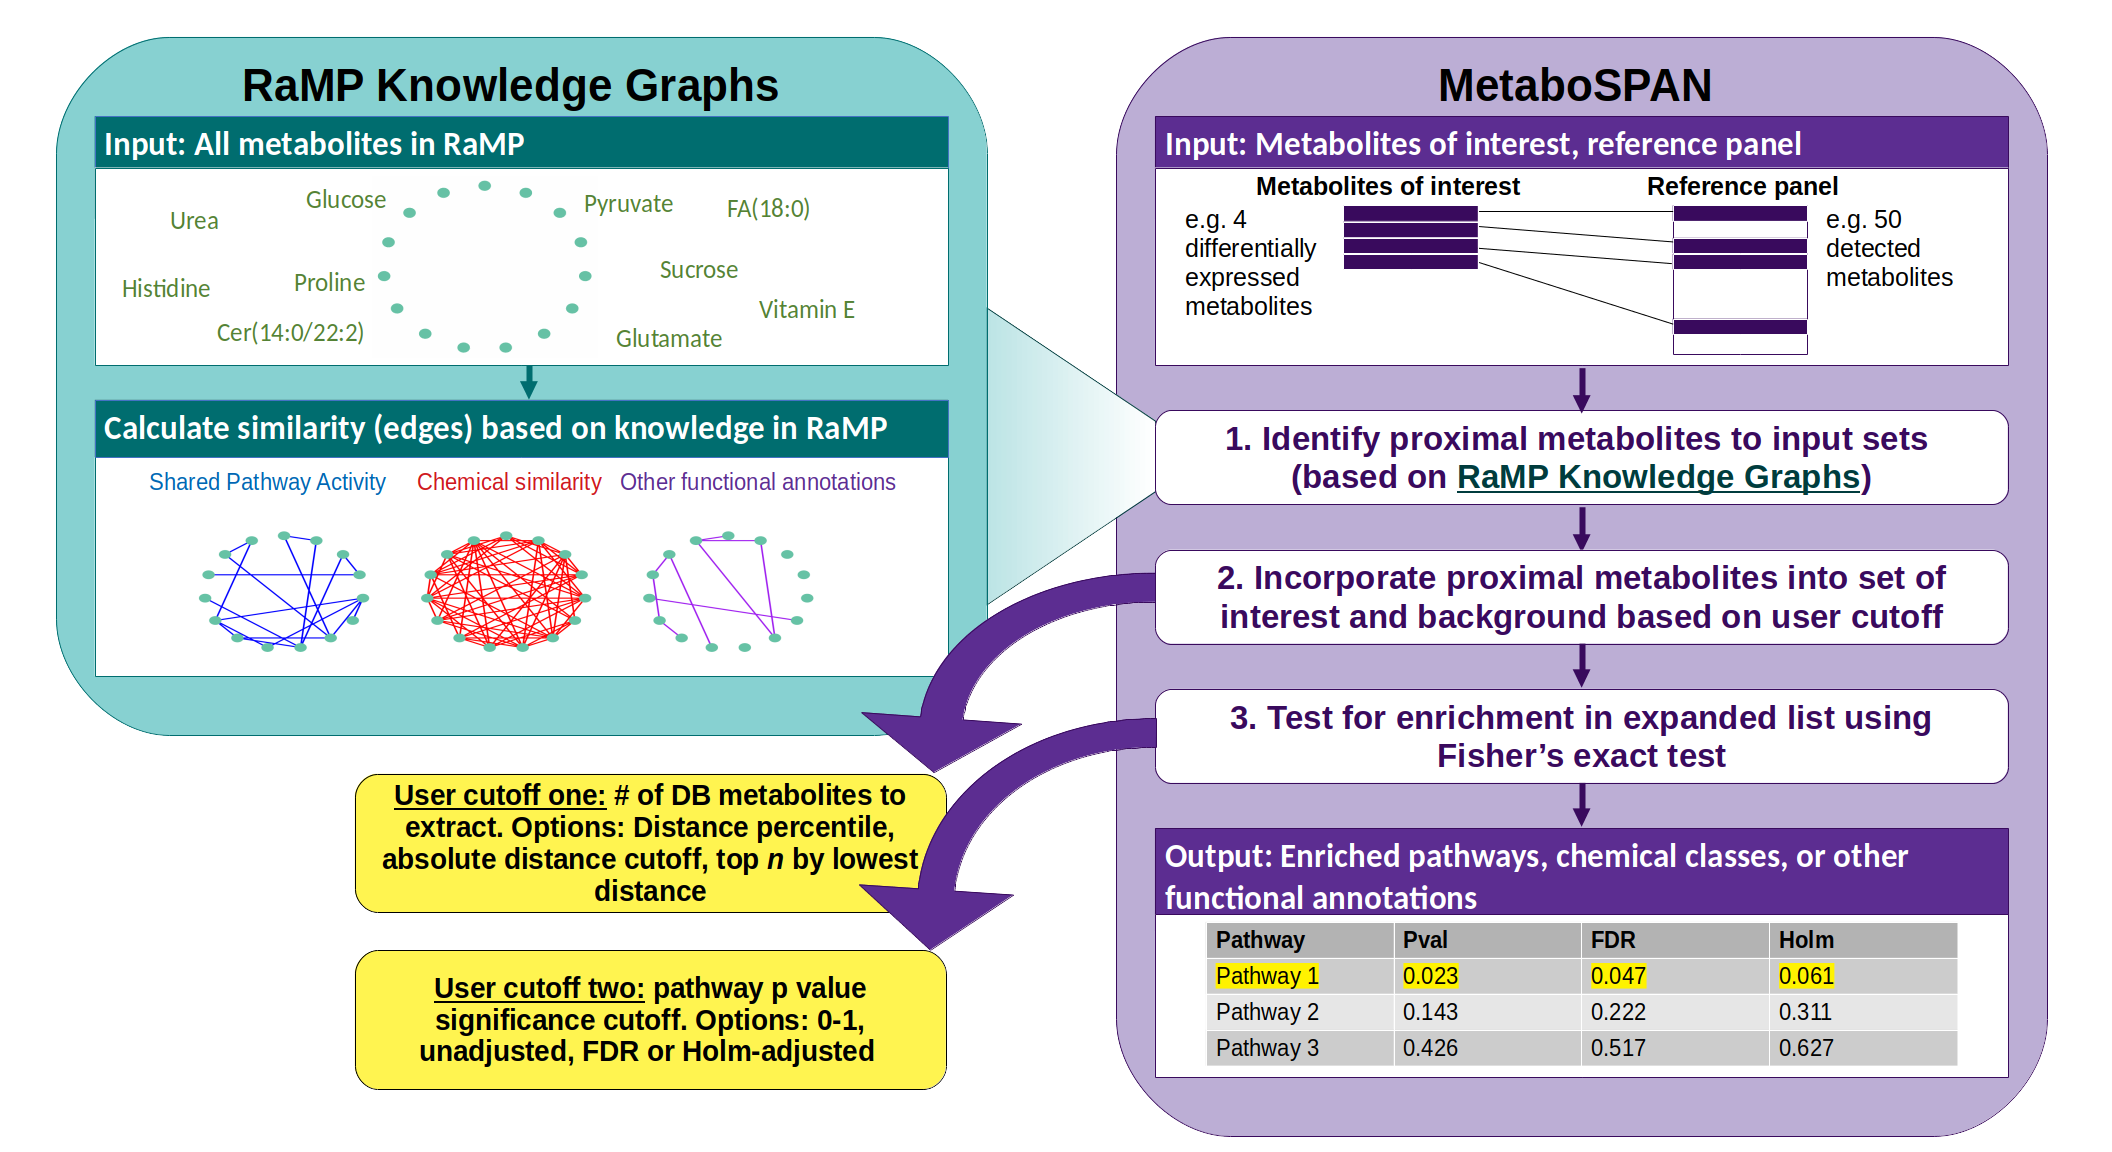 RaMP Knowledge Graphs
Input: All metabolites in RaMP
Glucose
Pyruvate
FA(18:0)
Urea
Sucrose
Histidine
Proline
Vitamin E
Cer(14:0/22:2)
Glutamate
Calculate similarity (edges) based on knowledge in RaMP
Shared Pathway Activity
Chemical similarity
Other functional annotations
User cutoff one: # of DB metabolites to
extract. Options: Distance percentile,
absolute distance cutoff, top n by lowest
distance
User cutoff two: pathway p value
significance cutoff. Options: 0-1,
unadjusted, FDR or Holm-adjusted
MetaboSPAN
Input: Metabolites of interest, reference panel
Metabolites of interest
Reference panel
e.g. 4
differentially
expressed
metabolites
e.g. 50
detected
metabolites
1. Identify proximal metabolites to input sets
(based on RaMP Knowledge Graphs)
2. Incorporate proximal metabolites into set of
interest and background based on user cutoff
3. Test for enrichment in expanded list using
Fisher’s exact test
Output: Enriched pathways, chemical classes, or other
functional annotations
Pathway Pval FDR Holm
Pathway 1 0.023 0.047 0.061
Pathway 2 0.143 0.222 0.311
Pathway 3 0.426 0.517 0.627